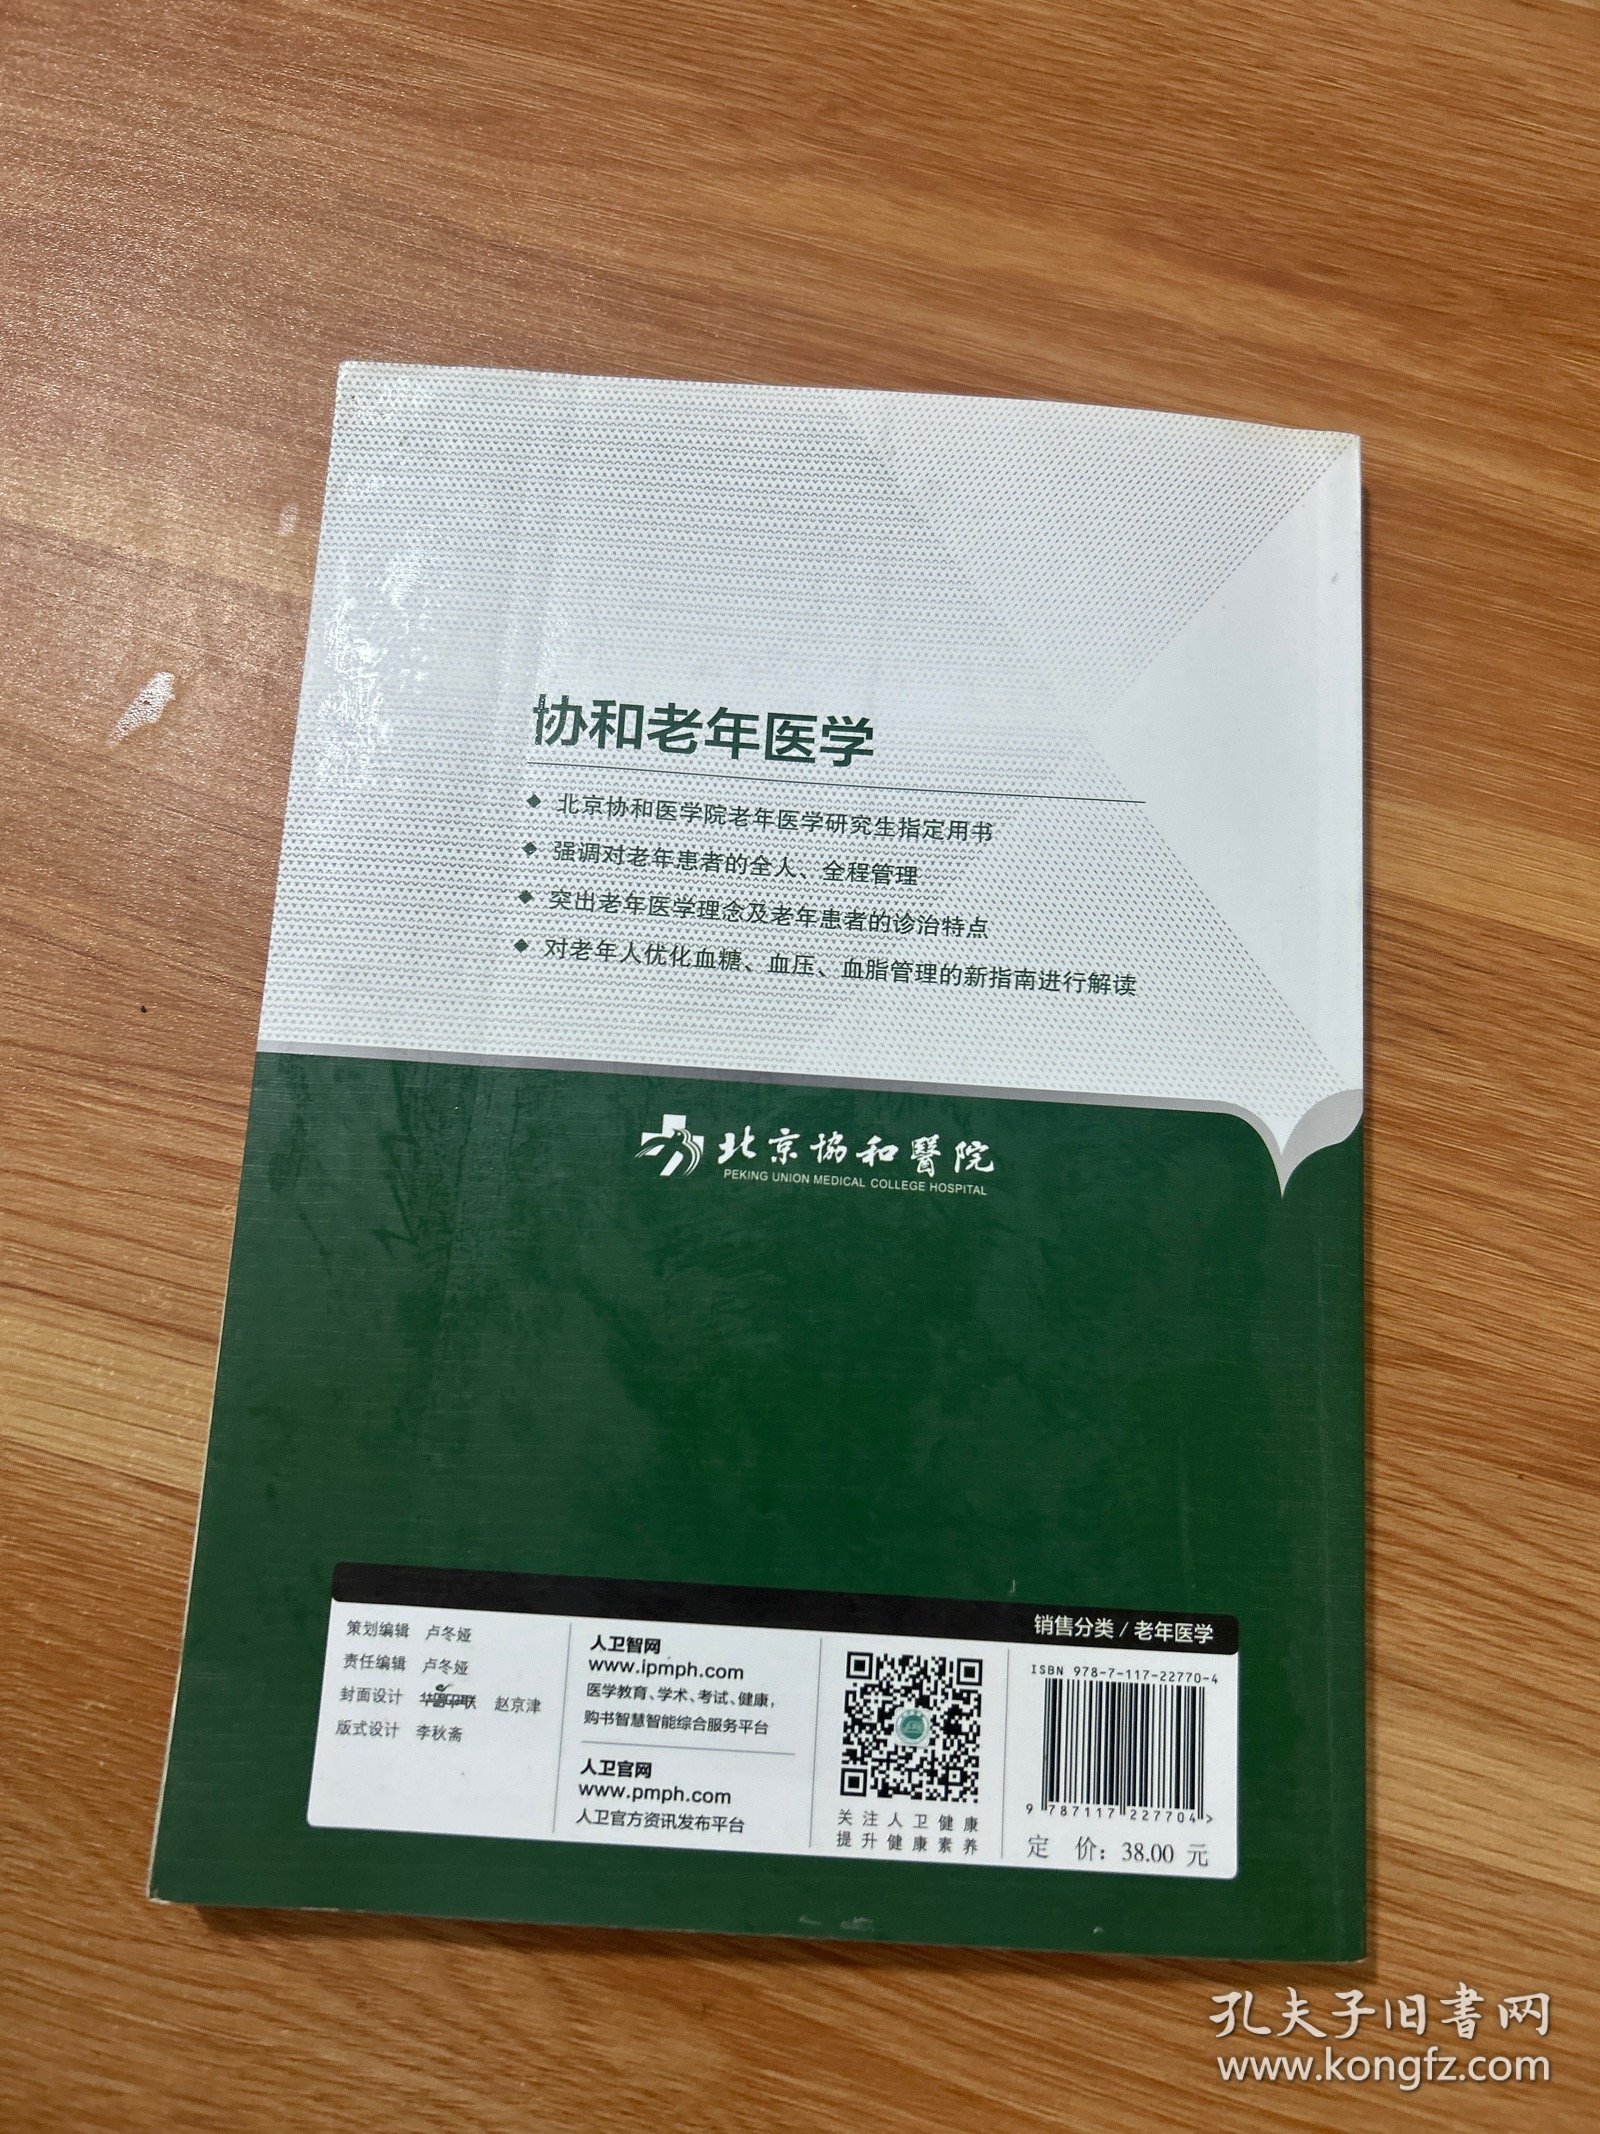 协和老年医学
◆ 北京协和医学院老年医学研究生指定用书
◆ 强调对老年患者的全人、全程管理
◆ 突出老年医学理念及老年患者的诊治特点
◆ 对老年人优化血糖、血压、血脂管理的新指南进行解读
北京協和醫院
PEKING UNION MEDICAL COLLEGE HOSPITAL
销售分类 / 老年医学
策划编辑 卢冬娅
责任编辑 卢冬娅
封面设计 赵京津
版式设计 李秋斋
人卫智网
www.ipmph.com
医学教育、学术、考试、健康，
购书智慧智能综合服务平台
人卫官网
www.pmph.com
人卫官方资讯发布平台
关注人卫健康
提升健康素养
ISBN 978-7-117-22770-4
9 787117 227704 >
定 价：38.00 元
孔夫子旧书网
www.kongfz.com